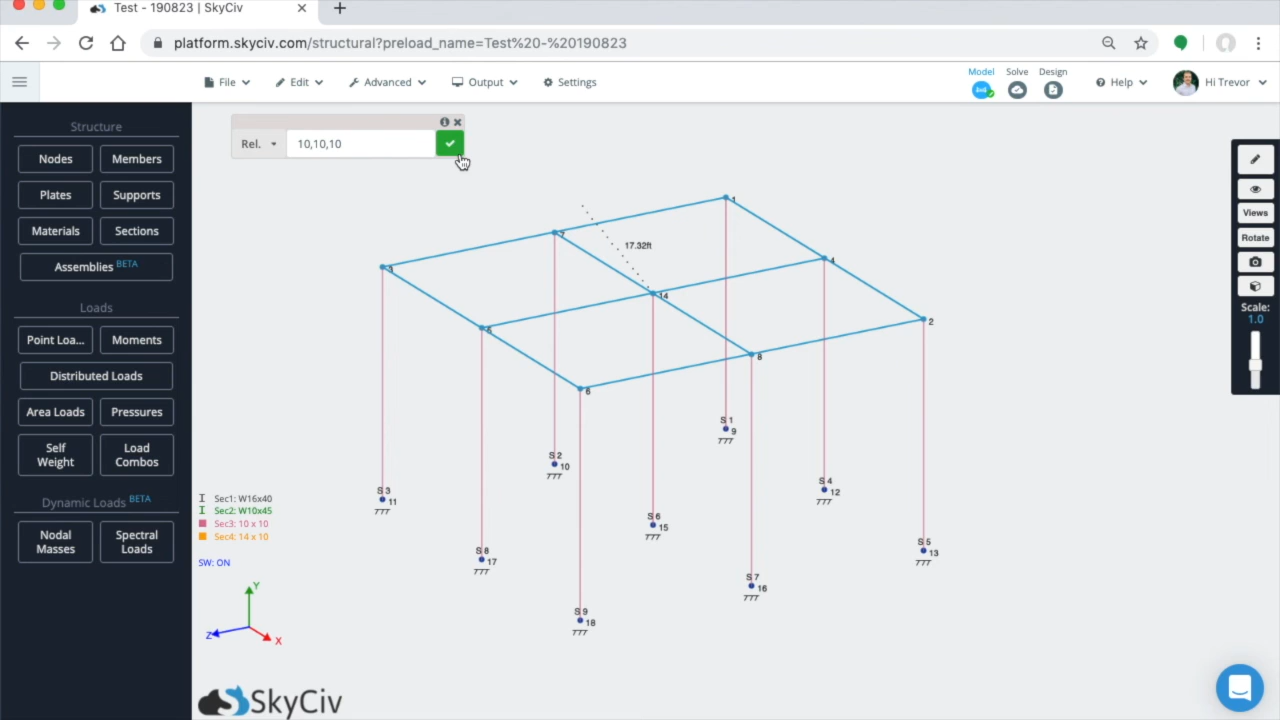 Test - 190823 | SkyCiv
platform.skyciv.com/structural?preload_name=Test%20-%20190823
File
Edit
Advanced
Output
Settings
Model
Solve
Design
Help
Hi Trevor
Structure
Nodes
Members
Plates
Supports
Materials
Sections
Assemblies BETA
Loads
Point Loa...
Moments
Distributed Loads
Area Loads
Pressures
Self
Weight
Load
Combos
Dynamic Loads BETA
Nodal
Masses
Spectral
Loads
Rel.
10,10,10
Views
Rotate
Scale:
1.0
1
7
17.32ft
4
14
2
8
6
S 1
9
S 2
10
S 3
11
S 4
12
S 6
15
S 5
13
S 8
17
S 7
16
S 9
18
Sec1: W16x40
Sec2: W10x45
Sec3: 10 x 10
Sec4: 14 x 10
SW: ON
Y
Z
X
SkyCiv